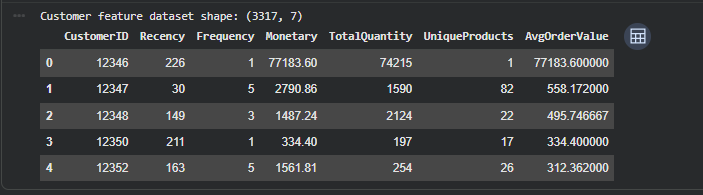 Customer feature dataset shape: (3317, 7)
CustomerID Recency Frequency Monetary TotalQuantity UniqueProducts AvgOrderValue
0 12346 226 1 77183.60 74215 1 77183.600000
1 12347 30 5 2790.86 1590 82 558.172000
2 12348 149 3 1487.24 2124 22 495.746667
3 12350 211 1 334.40 197 17 334.400000
4 12352 163 5 1561.81 254 26 312.362000